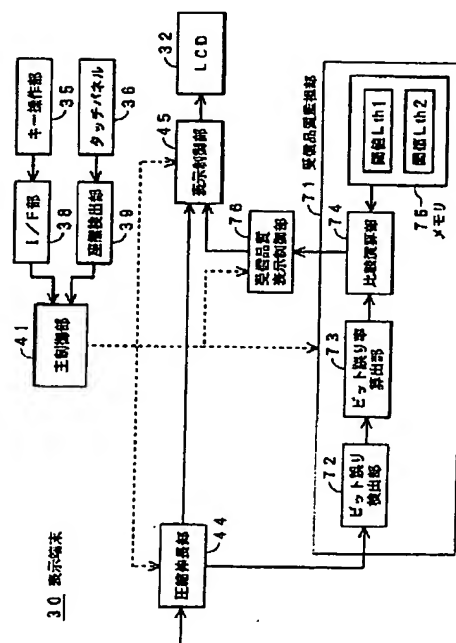 30 表示端末
キー操作部
35
タッチパネル
36
I/F部
38
座標検出部
39
41
主制御部
LCD
32
45
表示制御部
圧縮伸長部
44
76
受信品質
表示制御部
71 受信品質監視部
72
ビット誤り
検出部
73
ビット誤り率
算出部
74
比較演算部
閾値Lth1
閾値Lth2
75
メモリ